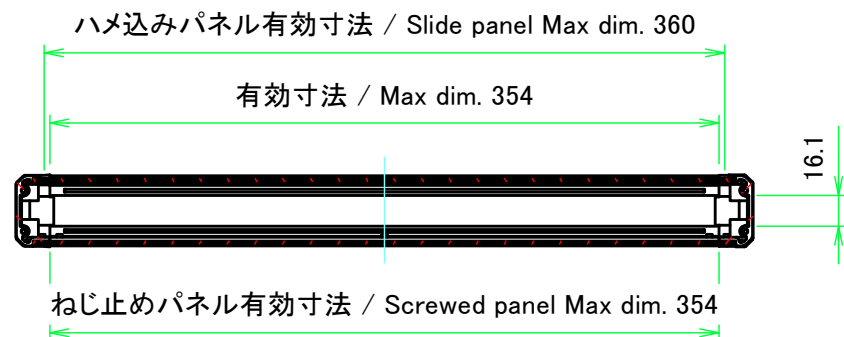 ハメ込みパネル有効寸法 / Slide panel Max dim. 360
有効寸法 / Max dim. 354
16.1
ねじ止めパネル有効寸法 / Screwed panel Max dim. 354